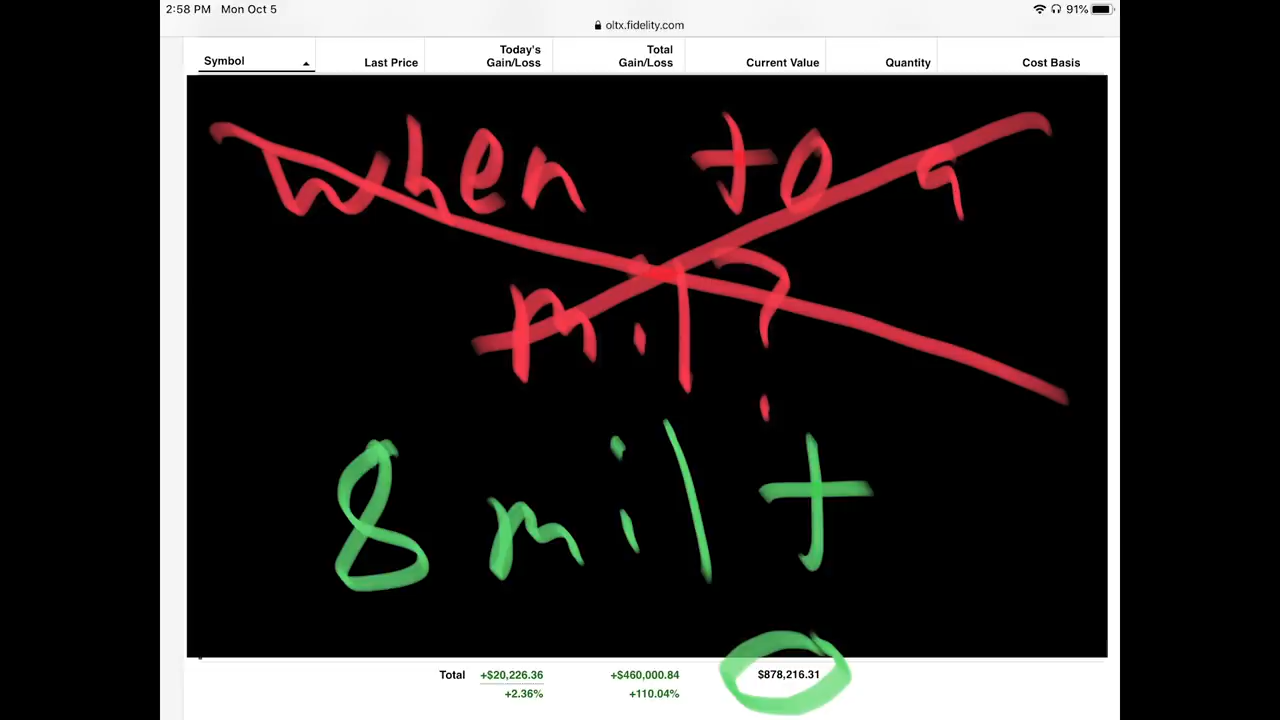 2:58 PM Mon Oct 5 91%
oltx.fidelity.com
Symbol Last Price Today's Gain/Loss Total Gain/Loss Current Value Quantity Cost Basis
when to a
mil?
8 mil +
Total +$20,226.36 +$460,000.84 $878,216.31
+2.36% +110.04%